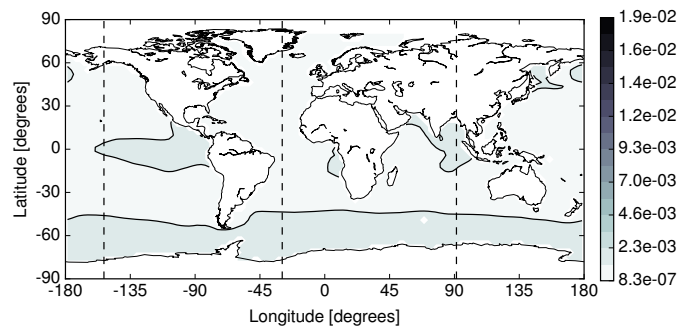 90
60
30
0
-30
-60
-90
Latitude [degrees]
-180 -135 -90 -45 0 45 90 135 180
Longitude [degrees]
1.9e-02
1.6e-02
1.4e-02
1.2e-02
9.3e-03
7.0e-03
4.6e-03
2.3e-03
8.3e-07